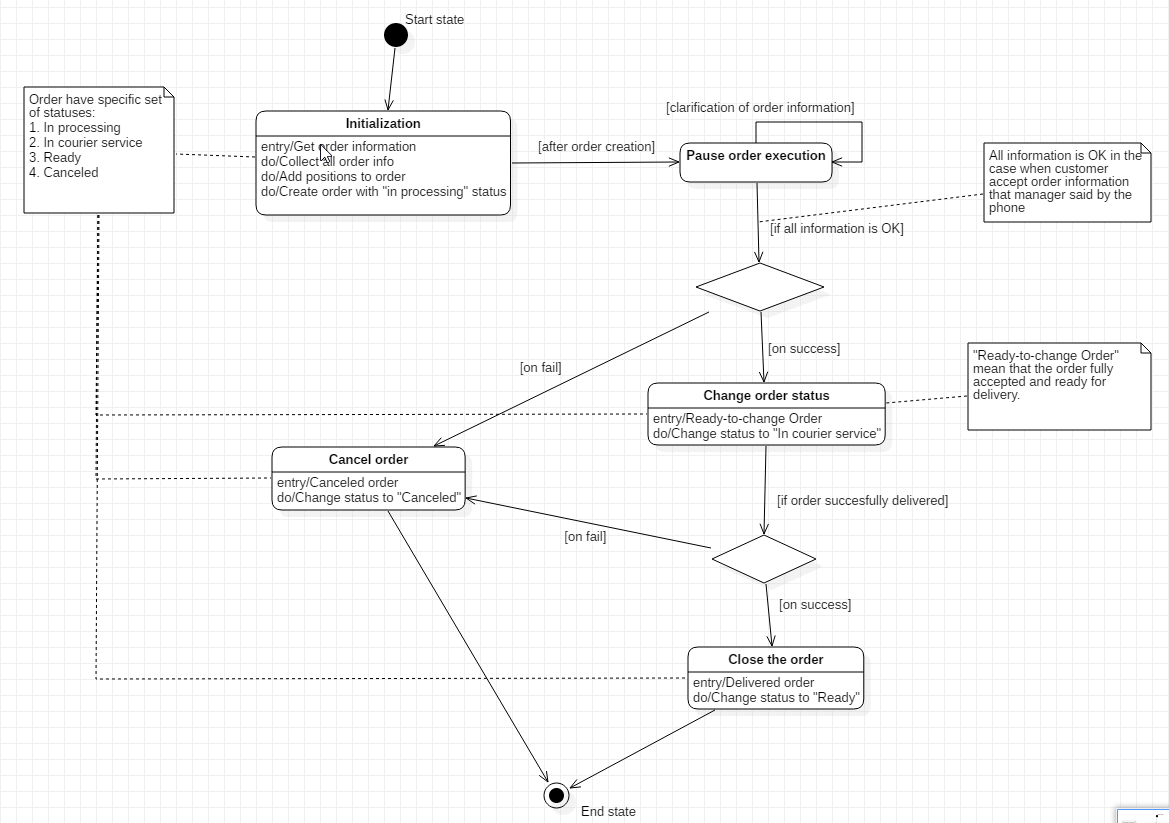 Start state
Order have specific set
of statuses:
1. In processing
2. In courier service
3. Ready
4. Canceled
Initialization
entry/Get order information
do/Collect all order info
do/Add positions to order
do/Create order with "in processing" status
[after order creation]
[clarification of order information]
Pause order execution
All information is OK in the
case when customer
accept order information
that manager said by the
phone
[if all information is OK]
[on fail]
[on success]
Change order status
entry/Ready-to-change Order
do/Change status to "In courier service"
"Ready-to-change Order"
mean that the order fully
accepted and ready for
delivery.
Cancel order
entry/Canceled order
do/Change status to "Canceled"
[if order succesfully delivered]
[on fail]
[on success]
Close the order
entry/Delivered order
do/Change status to "Ready"
End state